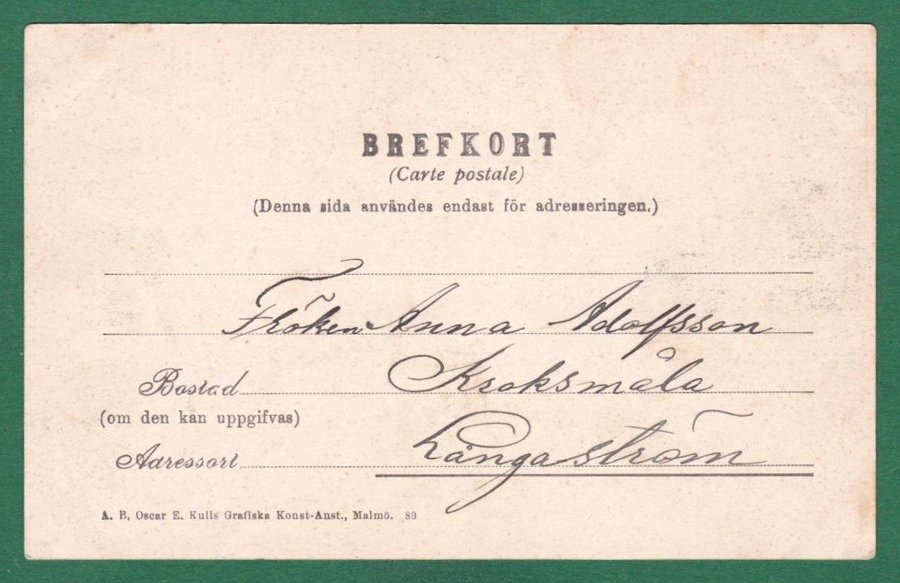 BREFKORT
(Carte postale)
(Denna sida användes endast för adresseringen.)
Fröken Anna Adolfsson
Bostad Kroksmåla
(om den kan uppgifvas)
Adressort Långaström
A. B. Oscar E. Kulls Grafiska Konst-Anst., Malmö. 80